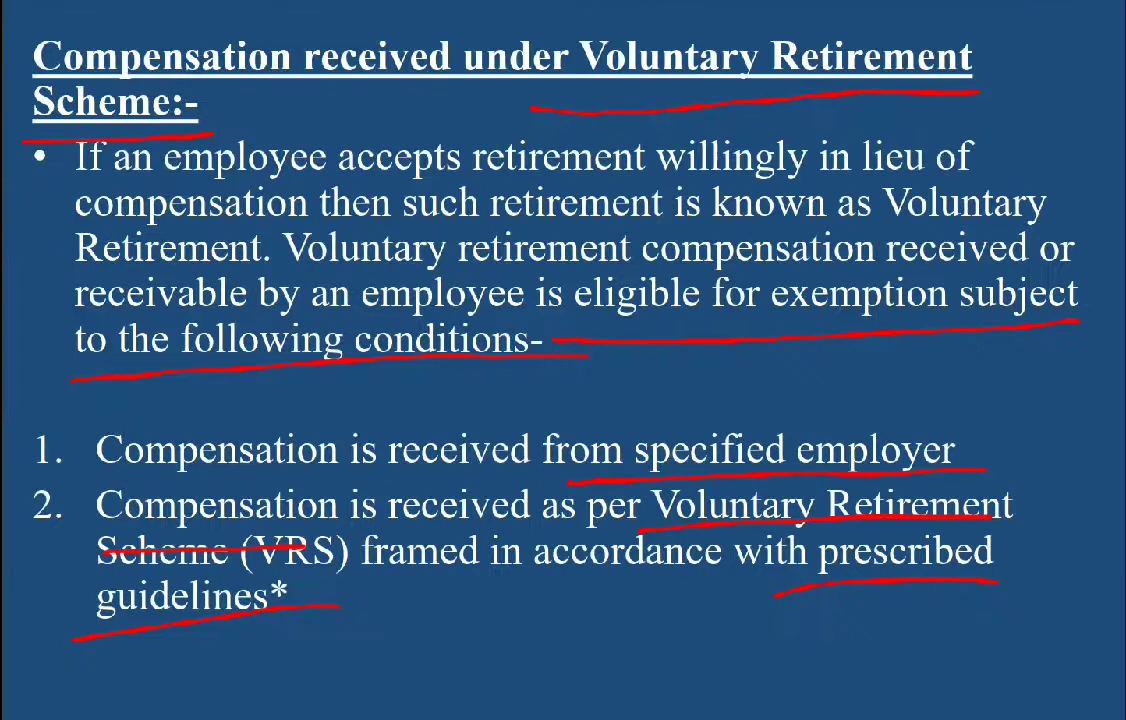 Compensation received under Voluntary Retirement
Scheme:-
• If an employee accepts retirement willingly in lieu of
compensation then such retirement is known as Voluntary
Retirement. Voluntary retirement compensation received or
receivable by an employee is eligible for exemption subject
to the following conditions-
1. Compensation is received from specified employer
2. Compensation is received as per Voluntary Retirement
Scheme (VRS) framed in accordance with prescribed
guidelines*